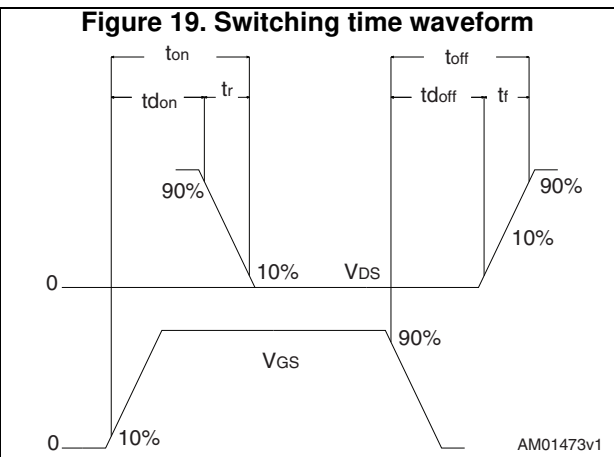 Figure 19. Switching time waveform
ton
toff
tdon
tr
tdoff
tf
90%
90%
10%
10%
VDS
0
90%
VGS
0
10%
AM01473v1